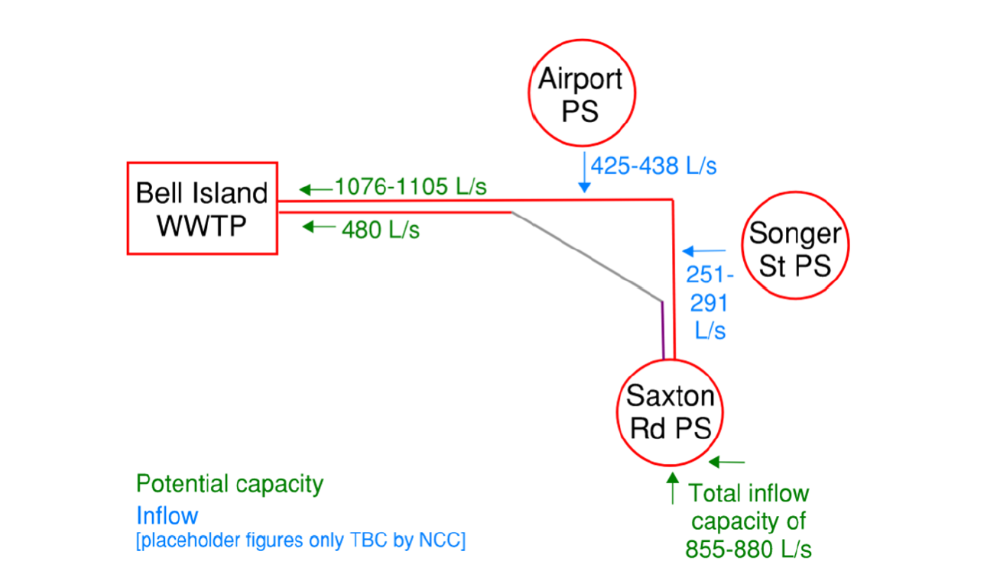 Airport
PS
425-438 L/s
1076-1105 L/s
Bell Island
WWTP
480 L/s
Songer
St PS
251-
291
L/s
Saxton
Rd PS
Potential capacity
Inflow
[placeholder figures only TBC by NCC]
Total inflow
capacity of
855-880 L/s